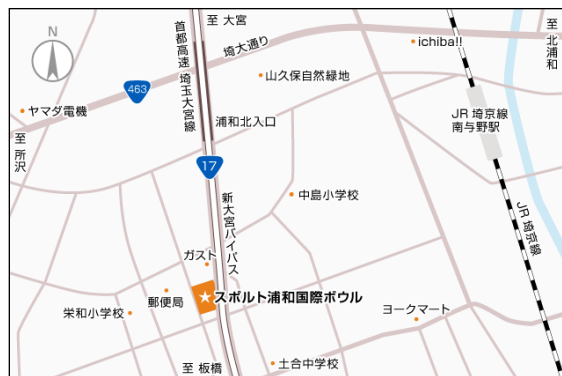 至 大宮
首都高速 埼玉大宮線
埼大通り
ichiba!!
至 北浦和
N
463
山久保自然緑地
ヤマダ電機
浦和北入口
JR 埼京線
南与野駅
至 所沢
17
中島小学校
新大宮バイパス
JR 埼京線
ガスト
スポルト浦和国際ボウル
郵便局
栄和小学校
ヨークマート
至 板橋
土合中学校